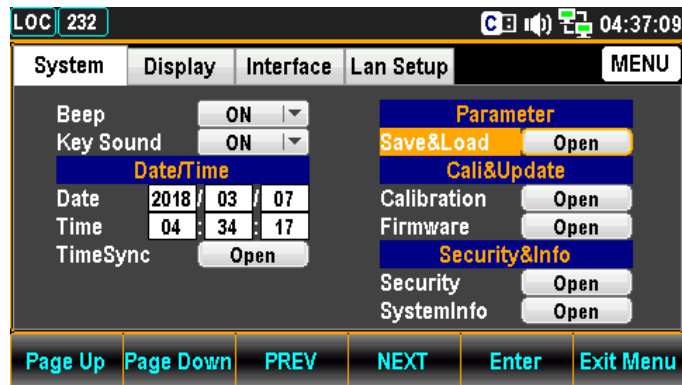 LOC 232 C 04:37:09
System Display Interface Lan Setup MENU
Beep ON
Key Sound ON
Date/Time
Date 2018 / 03 / 07
Time 04 : 34 : 17
TimeSync Open
Parameter
Save&Load Open
Cali&Update
Calibration Open
Firmware Open
Security&Info
Security Open
SystemInfo Open
Page Up Page Down PREV NEXT Enter Exit Menu